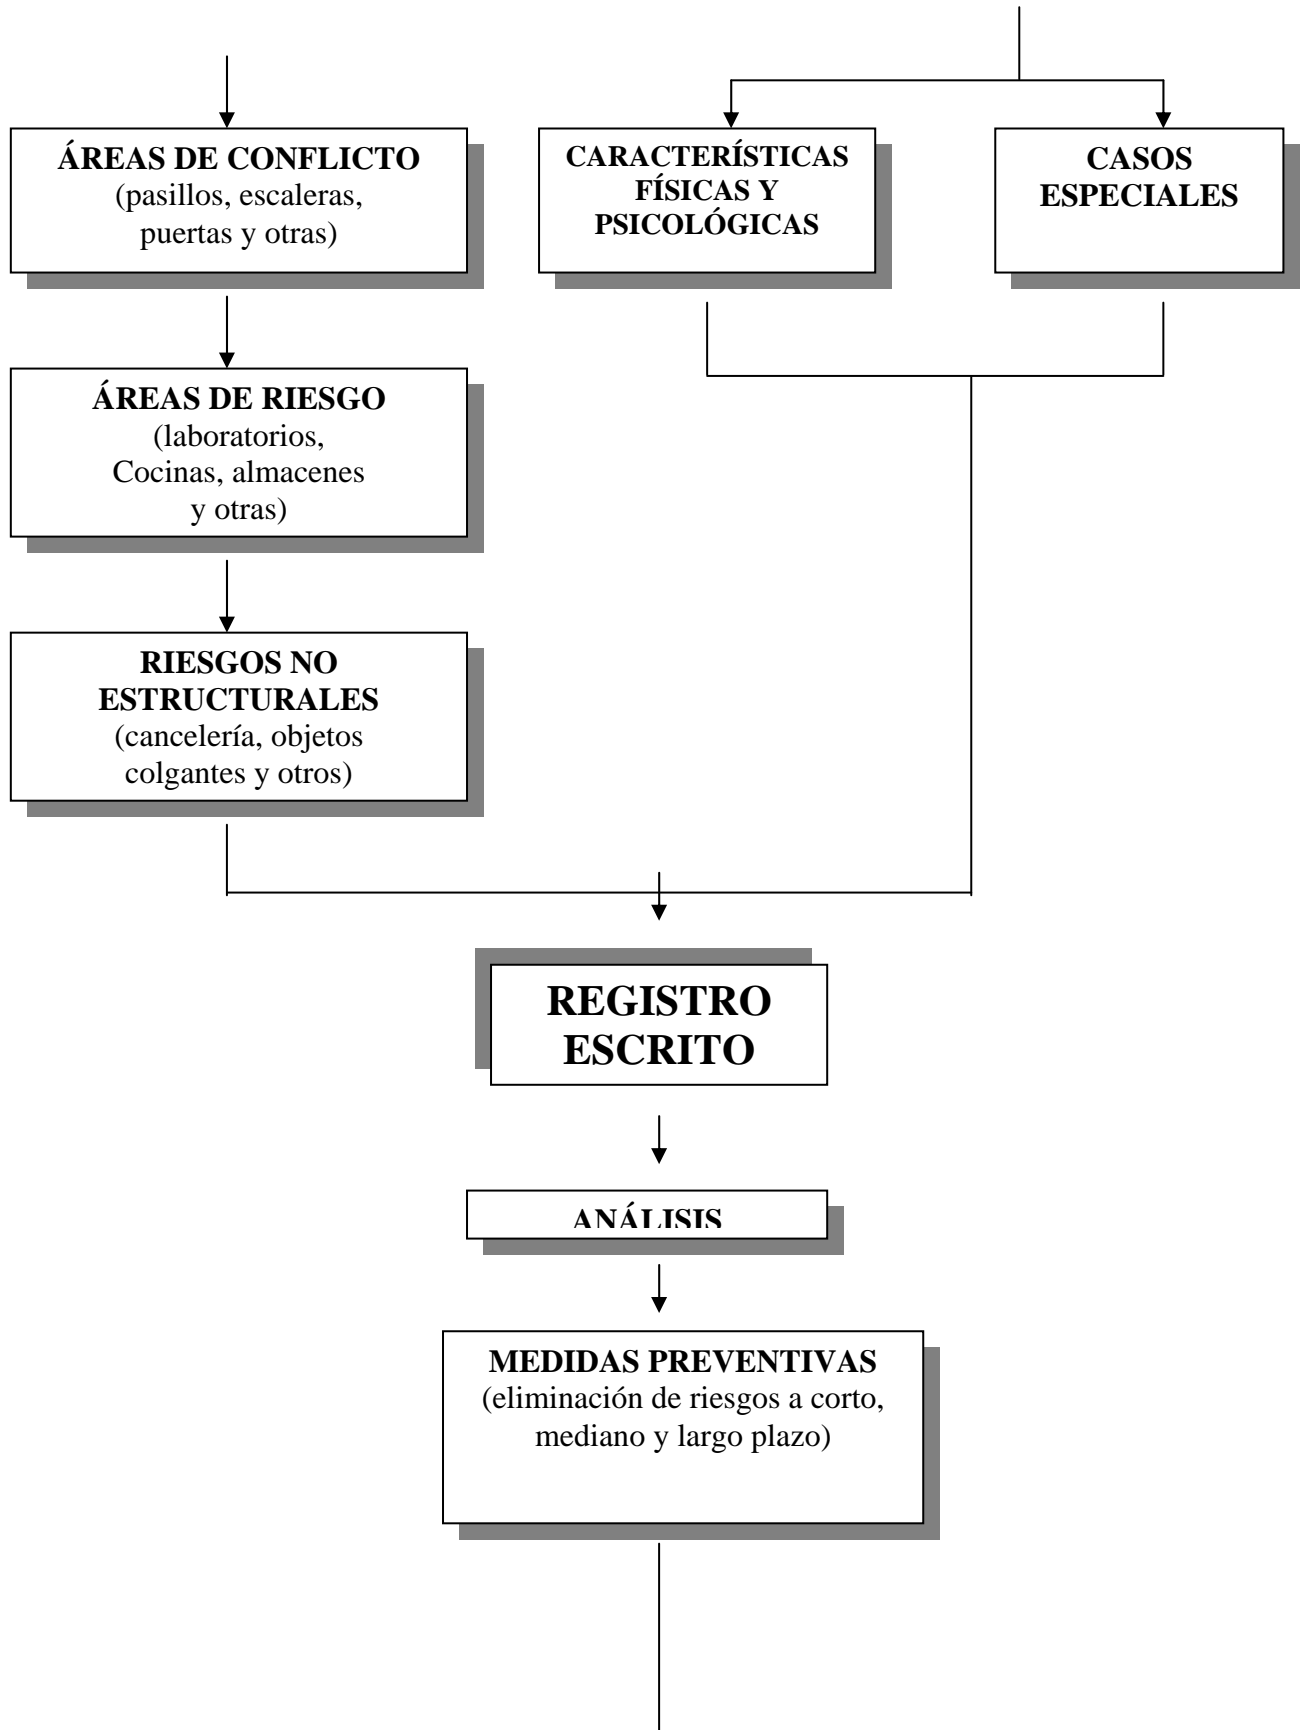 ÁREAS DE CONFLICTO
(pasillos, escaleras,
puertas y otras)
CARACTERÍSTICAS
FÍSICAS Y
PSICOLÓGICAS
CASOS
ESPECIALES
ÁREAS DE RIESGO
(laboratorios,
Cocinas, almacenes
y otras)
RIESGOS NO
ESTRUCTURALES
(cancelería, objetos
colgantes y otros)
REGISTRO
ESCRITO
ANÁLISIS
MEDIDAS PREVENTIVAS
(eliminación de riesgos a corto,
mediano y largo plazo)